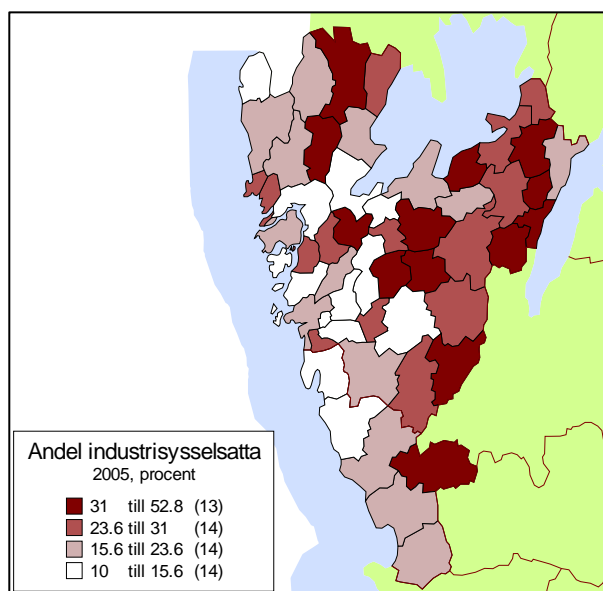 Andel industrisysselsatta
2005, procent
31 till 52.8 (13)
23.6 till 31 (14)
15.6 till 23.6 (14)
10 till 15.6 (14)